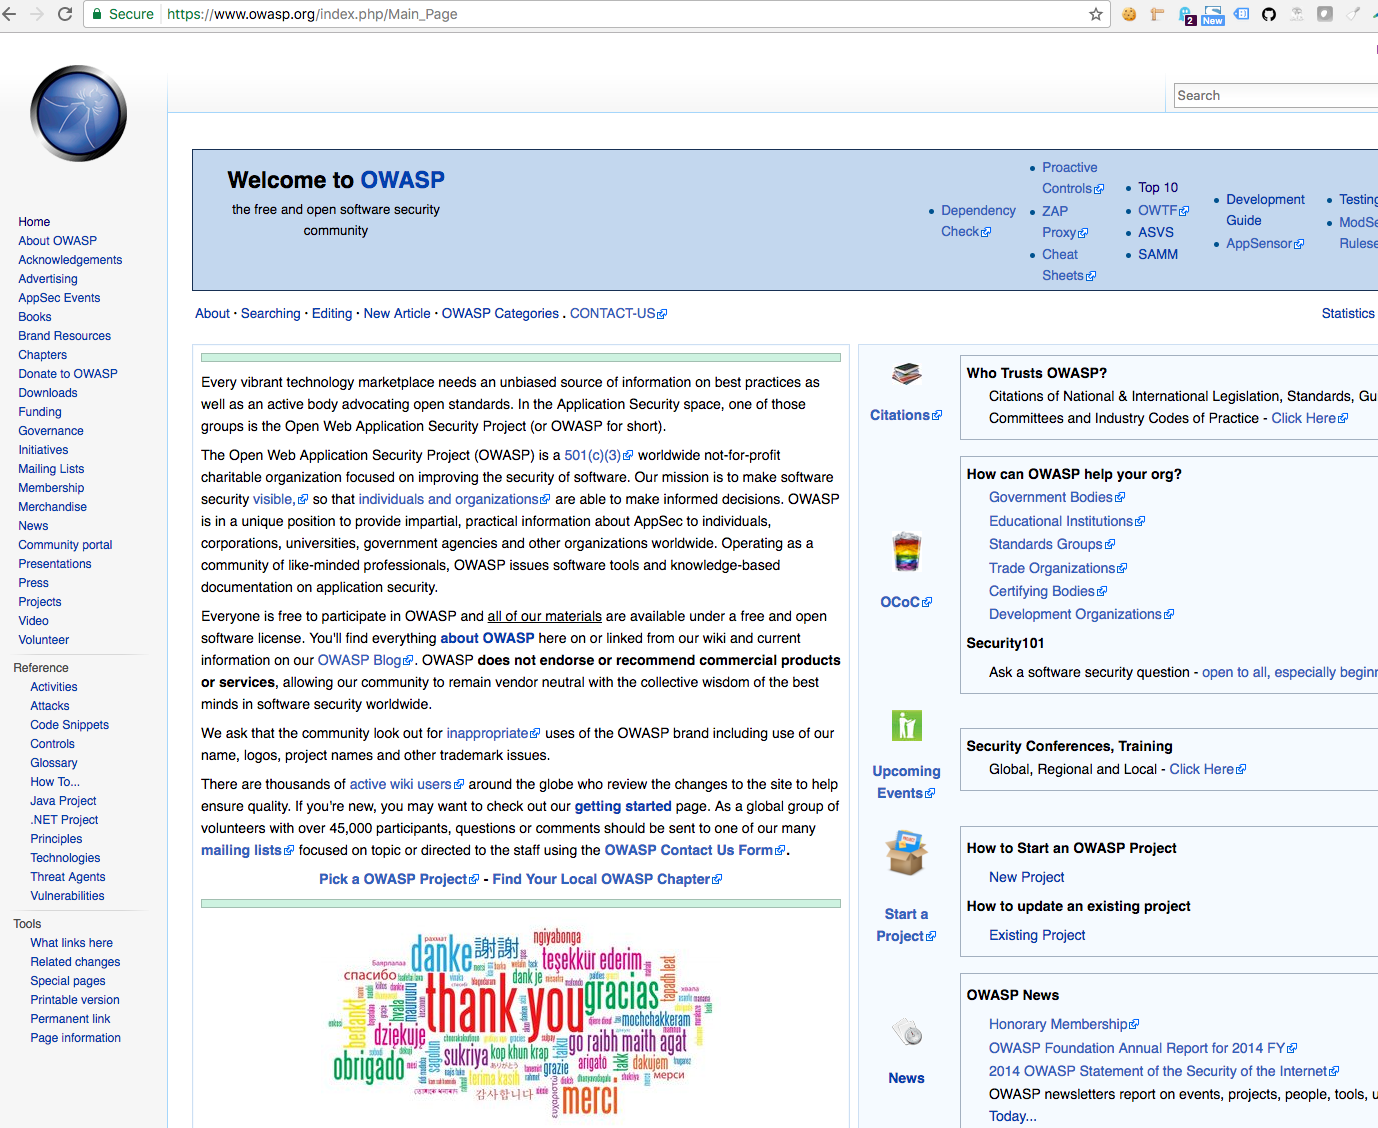 Secure https://www.owasp.org/index.php/Main_Page
2
New
Search
Welcome to OWASP
the free and open software security
community
Dependency
Check
Proactive
Controls
ZAP
Proxy
Cheat
Sheets
Top 10
OWTF
ASVS
SAMM
Development
Guide
AppSensor
Testing
ModSe
Rulese
About · Searching · Editing · New Article · OWASP Categories . CONTACT-US
Statistics
Home
About OWASP
Acknowledgements
Advertising
AppSec Events
Books
Brand Resources
Chapters
Donate to OWASP
Downloads
Funding
Governance
Initiatives
Mailing Lists
Membership
Merchandise
News
Community portal
Presentations
Press
Projects
Video
Volunteer
Reference
Activities
Attacks
Code Snippets
Controls
Glossary
How To...
Java Project
.NET Project
Principles
Technologies
Threat Agents
Vulnerabilities
Tools
What links here
Related changes
Special pages
Printable version
Permanent link
Page information
Every vibrant technology marketplace needs an unbiased source of information on best practices as
well as an active body advocating open standards. In the Application Security space, one of those
groups is the Open Web Application Security Project (or OWASP for short).
The Open Web Application Security Project (OWASP) is a 501(c)(3) worldwide not-for-profit
charitable organization focused on improving the security of software. Our mission is to make software
security visible, so that individuals and organizations are able to make informed decisions. OWASP
is in a unique position to provide impartial, practical information about AppSec to individuals,
corporations, universities, government agencies and other organizations worldwide. Operating as a
community of like-minded professionals, OWASP issues software tools and knowledge-based
documentation on application security.
Everyone is free to participate in OWASP and all of our materials are available under a free and open
software license. You'll find everything about OWASP here on or linked from our wiki and current
information on our OWASP Blog. OWASP does not endorse or recommend commercial products
or services, allowing our community to remain vendor neutral with the collective wisdom of the best
minds in software security worldwide.
We ask that the community look out for inappropriate uses of the OWASP brand including use of our
name, logos, project names and other trademark issues.
There are thousands of active wiki users around the globe who review the changes to the site to help
ensure quality. If you're new, you may want to check out our getting started page. As a global group of
volunteers with over 45,000 participants, questions or comments should be sent to one of our many
mailing lists focused on topic or directed to the staff using the OWASP Contact Us Form.
Pick a OWASP Project - Find Your Local OWASP Chapter
danke
謝謝
ngiyabonga
teşekkür ederim
спасибо
dank je
thank you
gracias
tapadh leat
bedankt
hvala
mauruuru
dziękuje
mochchakkeram
go raibh maith agat
obrigado
sagolun
sukriya
kop khun krap
arigatō
takk
dakujem
terima kasih
grazie
감사합니다
ευχαριστώ
merci
мерси
Citations
OCoC
Upcoming
Events
Start a
Project
News
Who Trusts OWASP?
Citations of National & International Legislation, Standards, Gu
Committees and Industry Codes of Practice - Click Here
How can OWASP help your org?
Government Bodies
Educational Institutions
Standards Groups
Trade Organizations
Certifying Bodies
Development Organizations
Security101
Ask a software security question - open to all, especially beginn
Security Conferences, Training
Global, Regional and Local - Click Here
How to Start an OWASP Project
New Project
How to update an existing project
Existing Project
OWASP News
Honorary Membership
OWASP Foundation Annual Report for 2014 FY
2014 OWASP Statement of the Security of the Internet
OWASP newsletters report on events, projects, people, tools, u
Today...